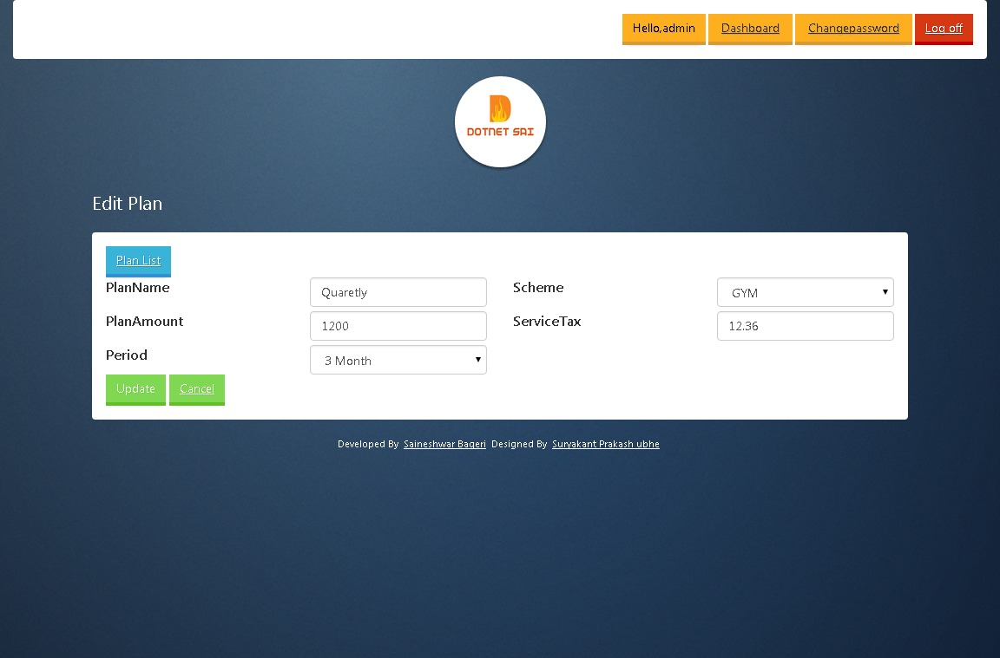 Hello,admin Dashboard Changepassword Log off
DOTNET SAI
Edit Plan
Plan List
PlanName Quaretly Scheme GYM
PlanAmount 1200 ServiceTax 12.36
Period 3 Month
Update Cancel
Developed By Saineshwar Bageri Designed By Suryakant Prakash ubhe